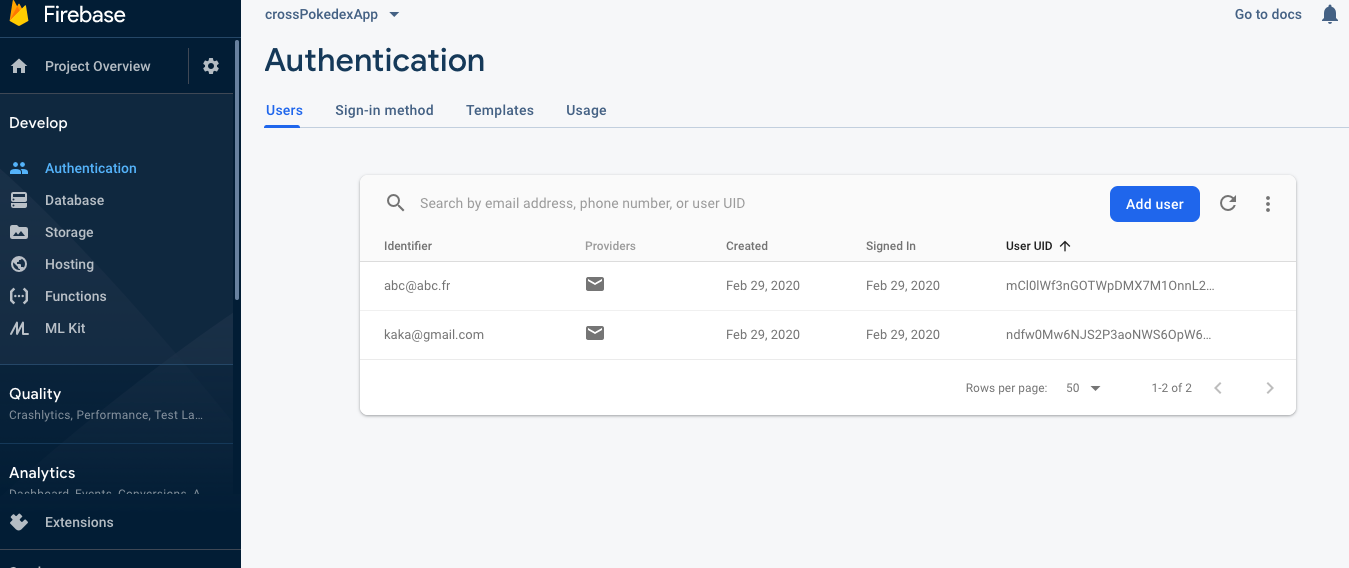 Firebase
crossPokedexApp
Go to docs
Project Overview
Authentication
Users Sign-in method Templates Usage
Develop
Authentication
Database
Storage
Hosting
Functions
ML Kit
Quality
Crashlytics, Performance, Test La...
Analytics
Dashboard, Events, Conversions, A
Extensions
Search by email address, phone number, or user UID
Add user
Identifier Providers Created Signed In User UID
abc@abc.fr Feb 29, 2020 Feb 29, 2020 mCl0lWf3nGOTWpDMX7M1OnnL2...
kaka@gmail.com Feb 29, 2020 Feb 29, 2020 ndfw0Mw6NJS2P3aoNWS6OpW6...
Rows per page: 50 1-2 of 2